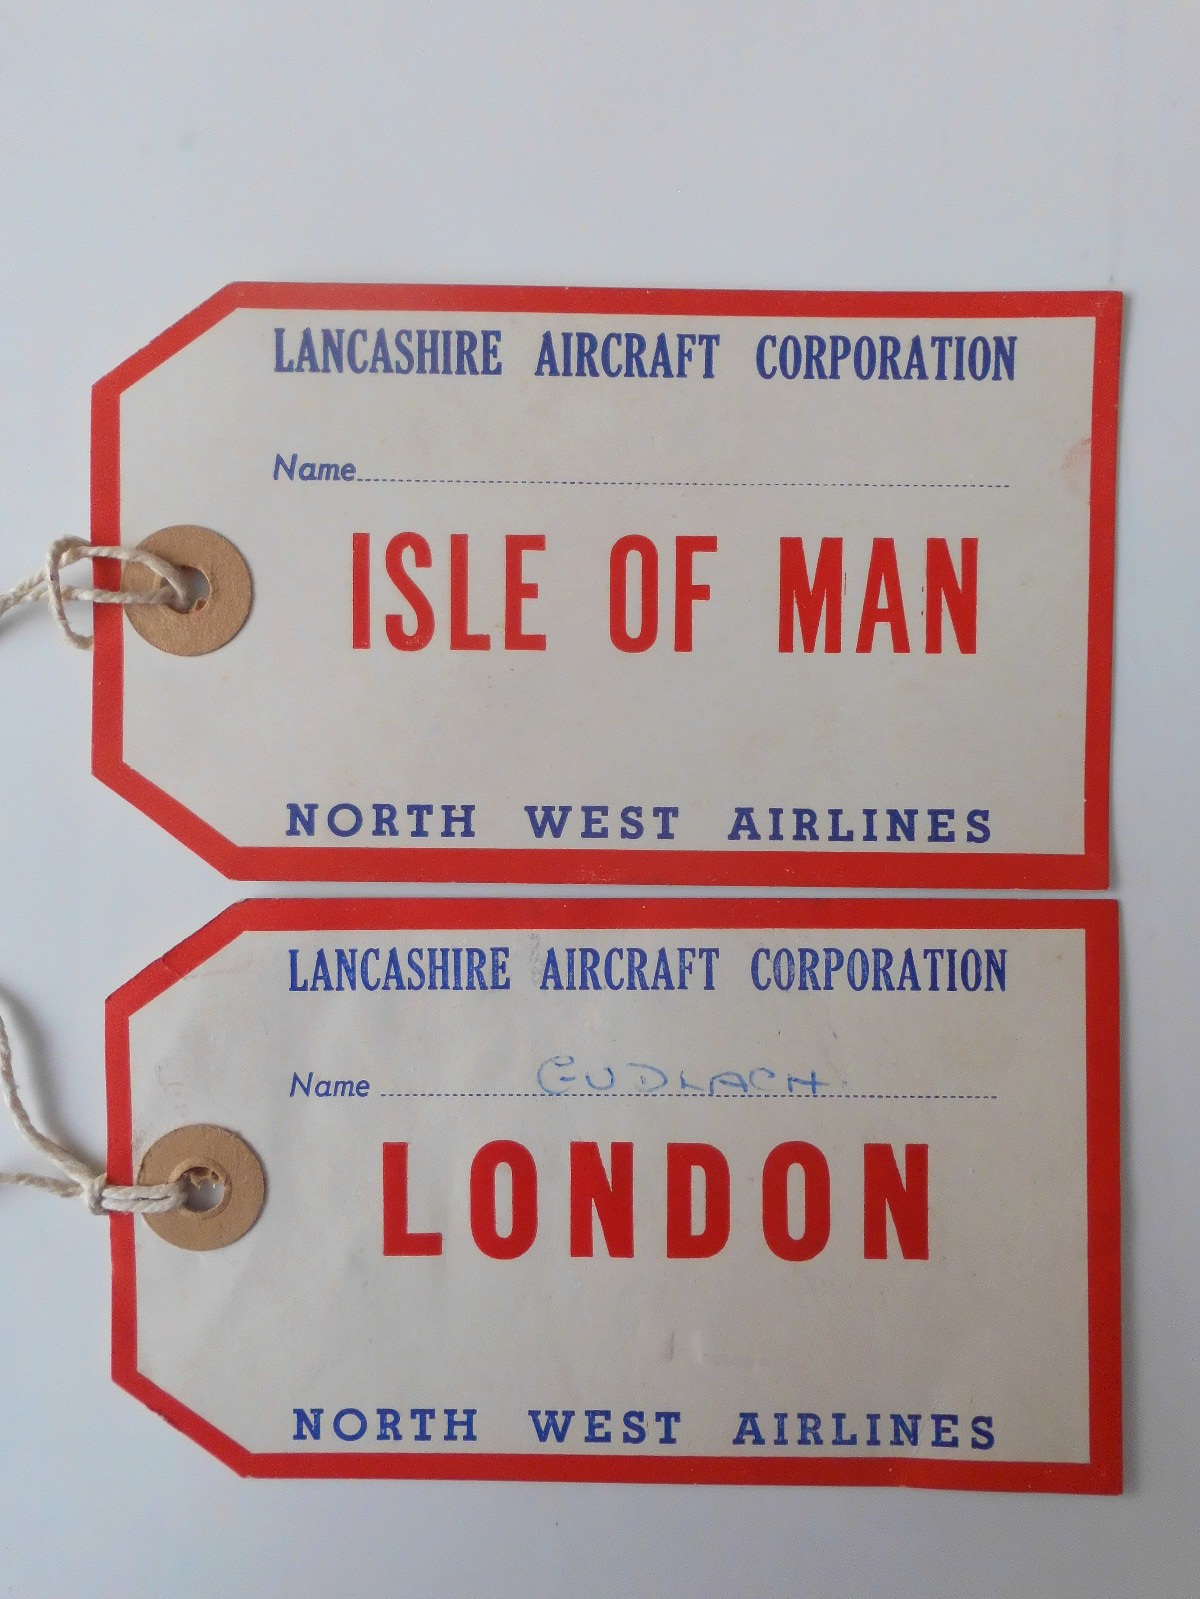 LANCASHIRE AIRCRAFT CORPORATION
Name
ISLE OF MAN
NORTH WEST AIRLINES
LANCASHIRE AIRCRAFT CORPORATION
Name GUDLACH.
LONDON
NORTH WEST AIRLINES